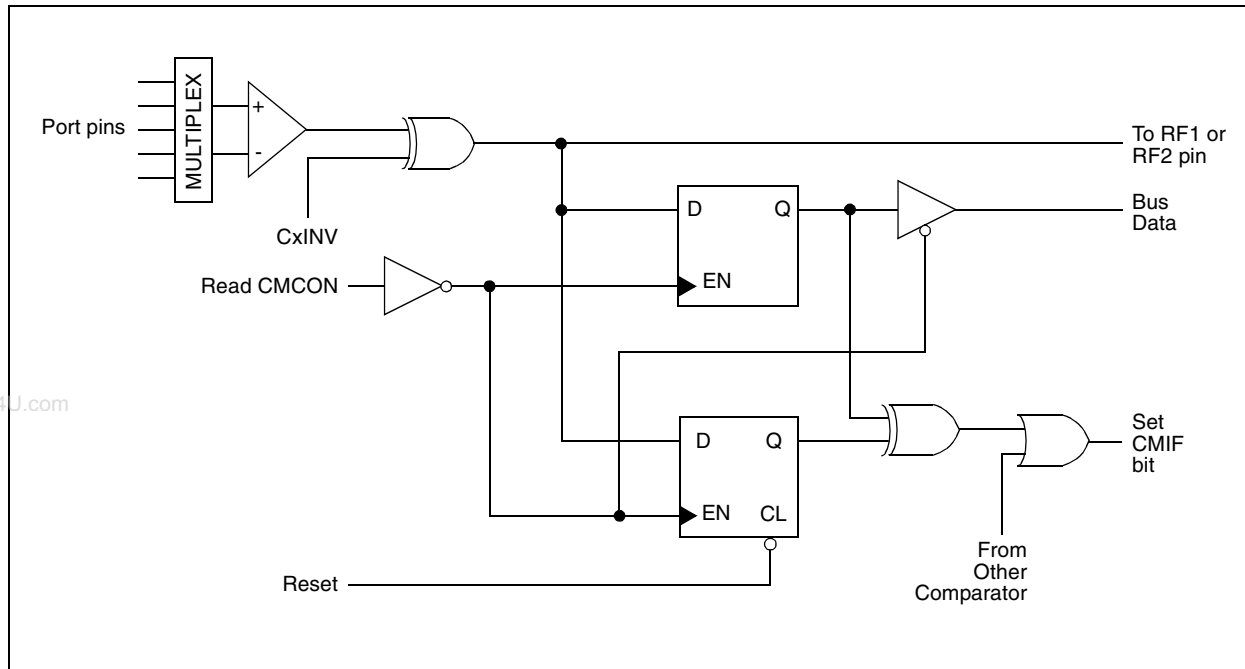 MULTIPLEX
Port pins
+
-
To RF1 or
RF2 pin
CxINV
D Q
EN
Bus
Data
Read CMCON
4U.com
D Q
EN CL
Set
CMIF
bit
From
Other
Comparator
Reset